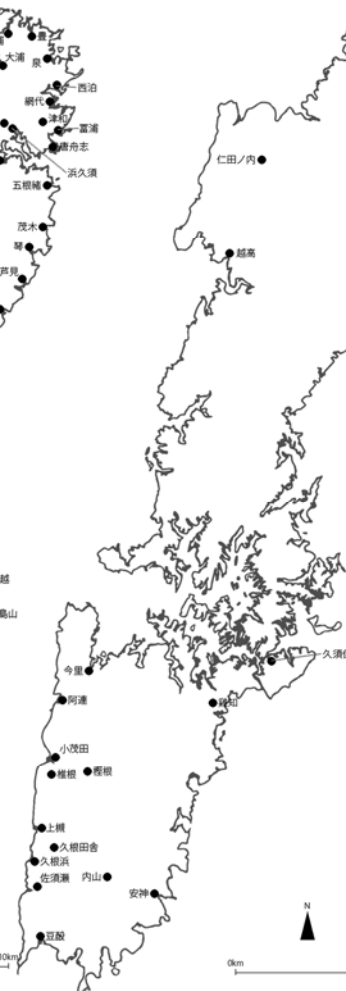 豊
大浦
泉
西泊
網代
津和
富浦
唐舟志
浜久須
五根緒
茂木
琴
芦見
仁田ノ内
越高
越
島山
久須保
今里
阿連
鶏知
小茂田
椎根
樫根
上槻
久根田舎
久根浜
内山
佐須瀬
安神
豆酘
N
10km
0km